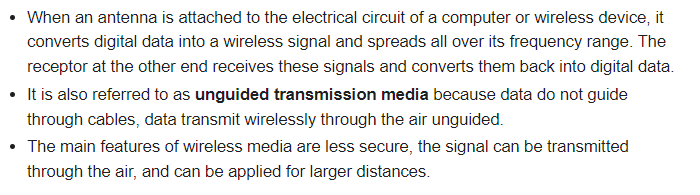 • When an antenna is attached to the electrical circuit of a computer or wireless device, it
converts digital data into a wireless signal and spreads all over its frequency range. The
receptor at the other end receives these signals and converts them back into digital data.
• It is also referred to as unguided transmission media because data do not guide
through cables, data transmit wirelessly through the air unguided.
• The main features of wireless media are less secure, the signal can be transmitted
through the air, and can be applied for larger distances.